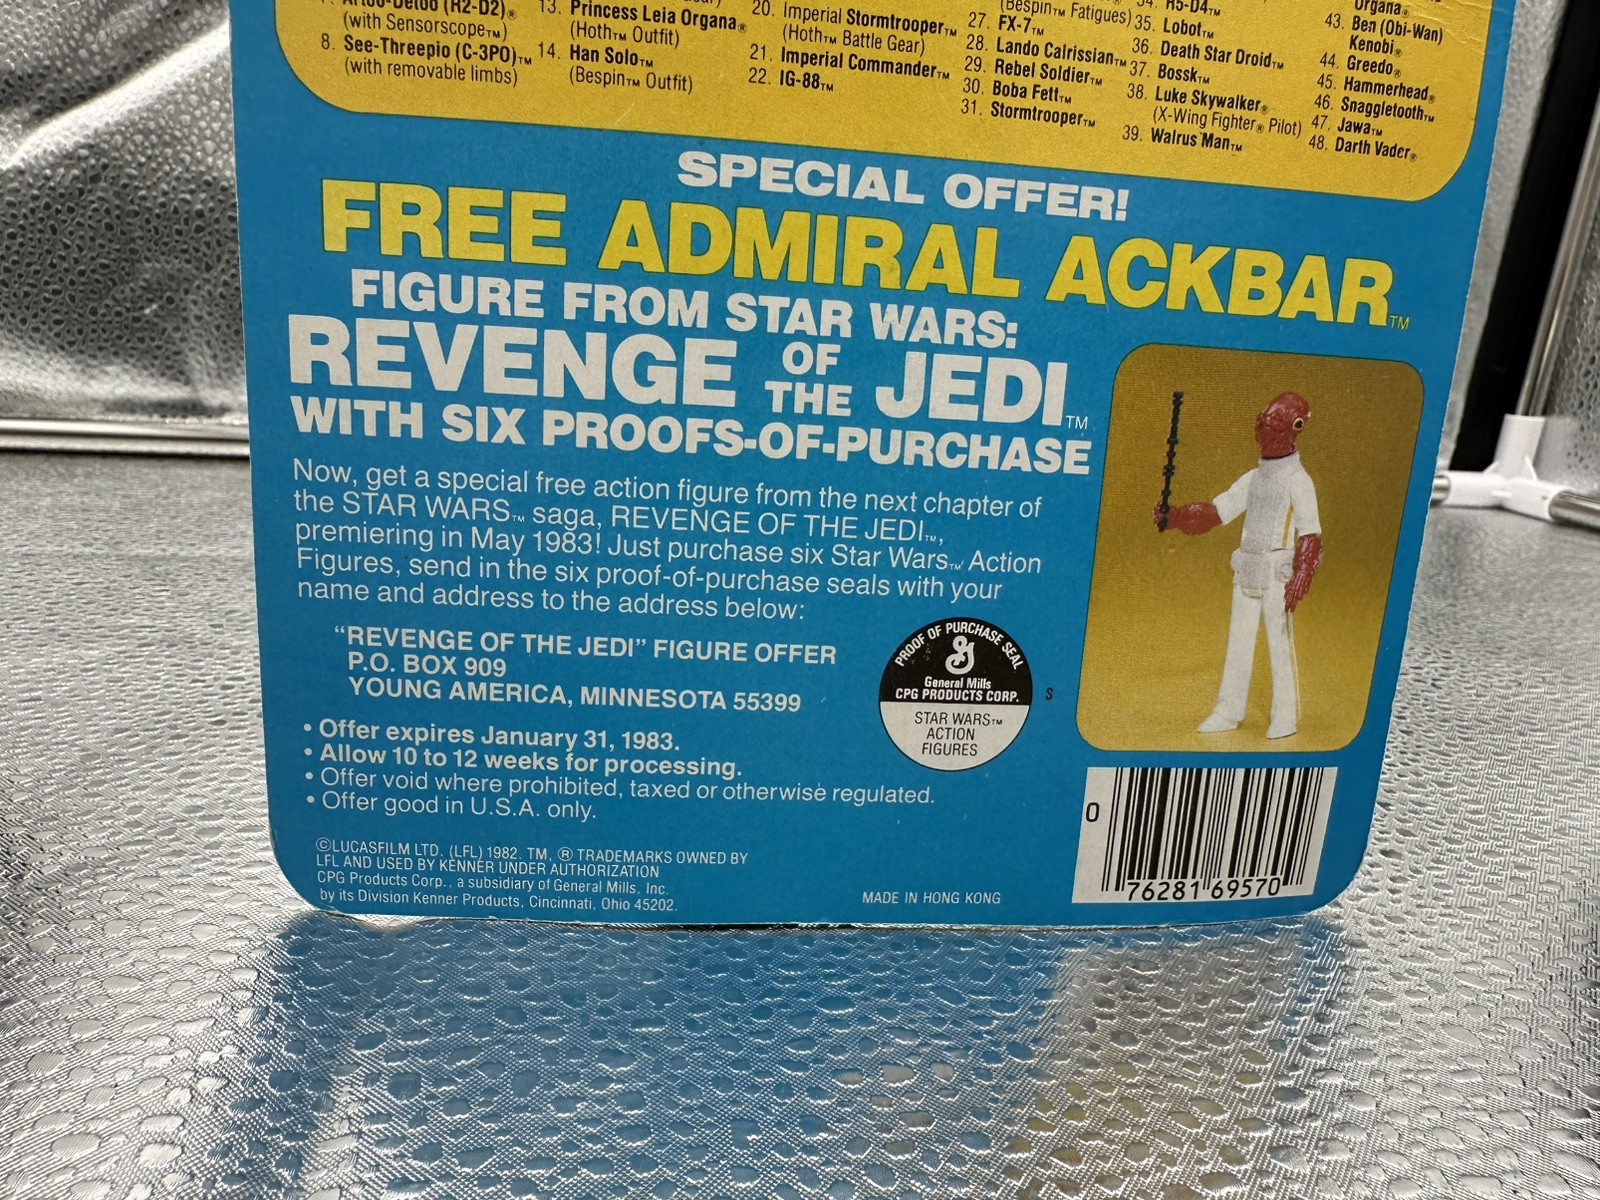 Artoo-Detoo (R2-D2)®
(with Sensorscope™)
8. See-Threepio (C-3PO)™
(with removable limbs)
13. Princess Leia Organa®
(Hoth™ Outfit)
14. Han Solo™
(Bespin™ Outfit)
20. Imperial Stormtrooper™
(Hoth™ Battle Gear)
21. Imperial Commander™
22. IG-88™
(Bespin™ Fatigues)
27. FX-7™
28. Lando Calrissian™
29. Rebel Soldier™
30. Boba Fett™
31. Stormtrooper™
34. R5-D4™
35. Lobot™
36. Death Star Droid™
37. Bossk™
38. Luke Skywalker®
(X-Wing Fighter® Pilot)
39. Walrus Man™
Organa®
43. Ben (Obi-Wan)
Kenobi®
44. Greedo®
45. Hammerhead®
46. Snaggletooth™
47. Jawa™
48. Darth Vader®
SPECIAL OFFER!
FREE ADMIRAL ACKBAR™
FIGURE FROM STAR WARS:
REVENGE OF THE JEDI™
WITH SIX PROOFS-OF-PURCHASE
Now, get a special free action figure from the next chapter of
the STAR WARS™ saga, REVENGE OF THE JEDI™,
premiering in May 1983! Just purchase six Star Wars™ Action
Figures, send in the six proof-of-purchase seals with your
name and address to the address below:
"REVENGE OF THE JEDI" FIGURE OFFER
P.O. BOX 909
YOUNG AMERICA, MINNESOTA 55399
• Offer expires January 31, 1983.
• Allow 10 to 12 weeks for processing.
• Offer void where prohibited, taxed or otherwise regulated.
• Offer good in U.S.A. only.
PROOF OF PURCHASE SEAL
G
General Mills
CPG PRODUCTS CORP.
STAR WARS™
ACTION
FIGURES
S
©LUCASFILM LTD. (LFL) 1982. TM, ® TRADEMARKS OWNED BY
LFL AND USED BY KENNER UNDER AUTHORIZATION
CPG Products Corp., a subsidiary of General Mills, Inc.
by its Division Kenner Products, Cincinnati, Ohio 45202.
MADE IN HONG KONG
0
76281 69570